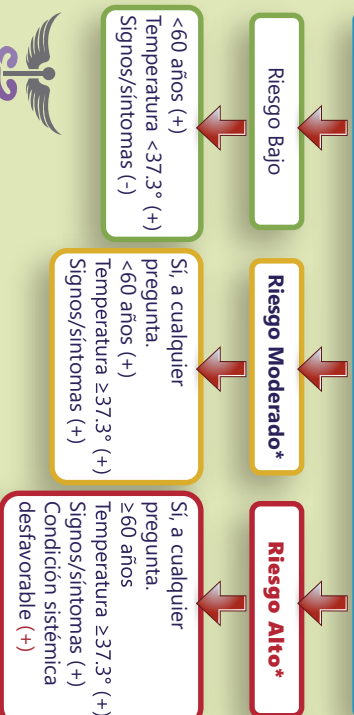 Riesgo Bajo
<60 años (+)
Temperatura <37.3° (+)
Signos/síntomas (-)
Riesgo Moderado*
Sí, a cualquier
pregunta.
<60 años (+)
Temperatura ≥37.3° (+)
Signos/síntomas (+)
Riesgo Alto*
Sí, a cualquier
pregunta.
≥60 años
Temperatura ≥37.3° (+)
Signos/síntomas (+)
Condición sistémica
desfavorable (+)